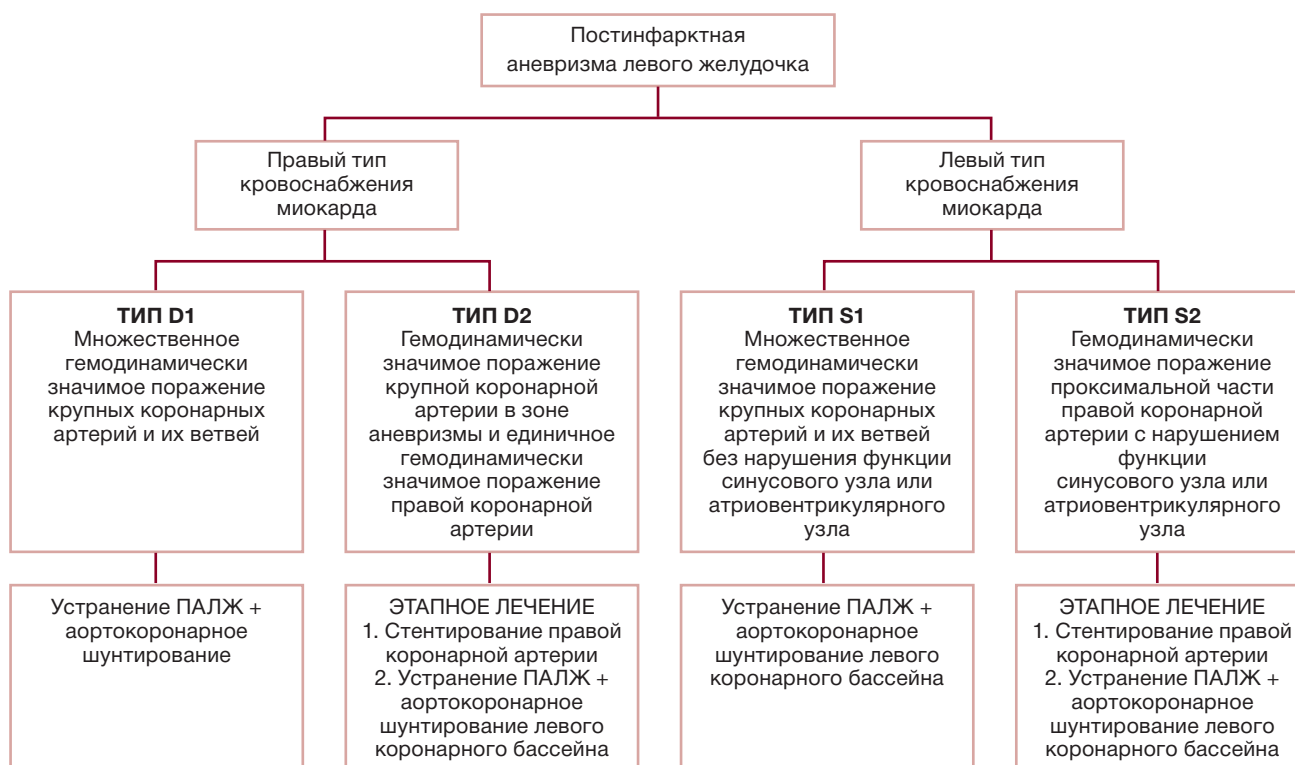 Постинфарктная
аневризма левого желудочка
Правый тип
кровоснабжения
миокарда
Левый тип
кровоснабжения
миокарда
ТИП D1
Множественное
гемодинамически
значимое поражение
крупных коронарных
артерий и их ветвей
ТИП D2
Гемодинамически
значимое поражение
крупной коронарной
артерии в зоне
аневризмы и единичное
гемодинамически
значимое поражение
правой коронарной
артерии
ТИП S1
Множественное
гемодинамически
значимое поражение
крупных коронарных
артерий и их ветвей
без нарушения функции
синусового узла или
атриовентрикулярного
узла
ТИП S2
Гемодинамически
значимое поражение
проксимальной части
правой коронарной
артерии с нарушением
функции
синусового узла или
атриовентрикулярного
узла
Устранение ПАЛЖ +
аортокоронарное
шунтирование
ЭТАПНОЕ ЛЕЧЕНИЕ
1. Стентирование правой
коронарной артерии
2. Устранение ПАЛЖ +
аортокоронарное
шунтирование левого
коронарного бассейна
Устранение ПАЛЖ +
аортокоронарное
шунтирование левого
коронарного бассейна
ЭТАПНОЕ ЛЕЧЕНИЕ
1. Стентирование правой
коронарной артерии
2. Устранение ПАЛЖ +
аортокоронарное
шунтирование левого
коронарного бассейна